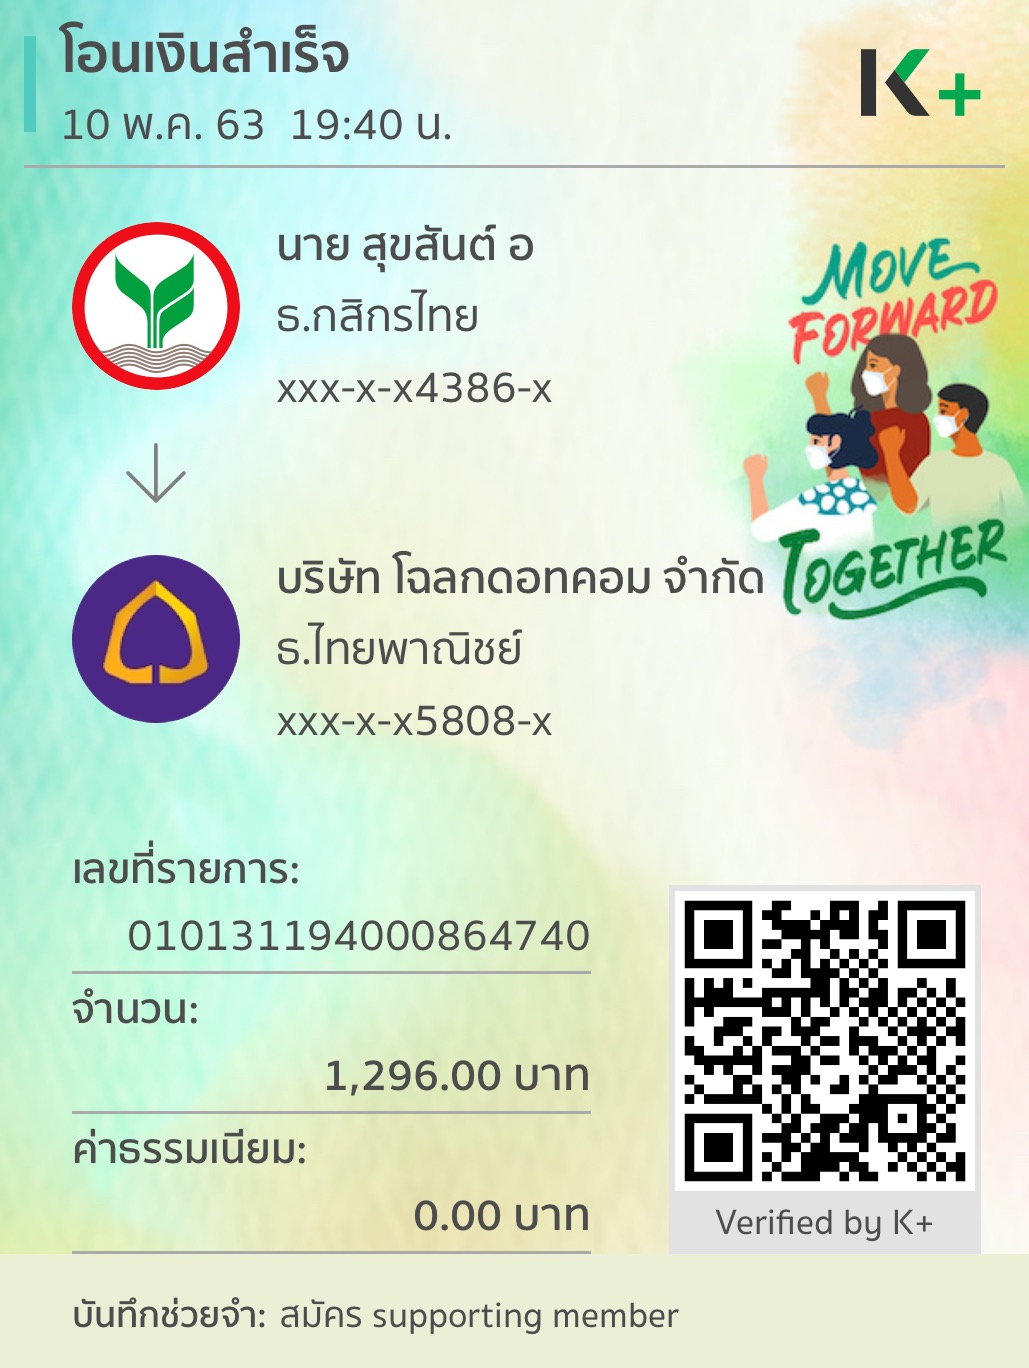 โอนเงินสำเร็จ
10 พ.ค. 63 19:40 น.
K+
นาย สุขสันต์ อ
ธ.กสิกรไทย
xxx-x-x4386-x
MOVE
FORWARD
TOGETHER
บริษัท โฉลกดอทคอม จำกัด
ธ.ไทยพาณิชย์
xxx-x-x5808-x
เลขที่รายการ:
010131194000864740
จำนวน:
1,296.00 บาท
ค่าธรรมเนียม:
0.00 บาท
Verified by K+
บันทึกช่วยจำ: สมัคร supporting member